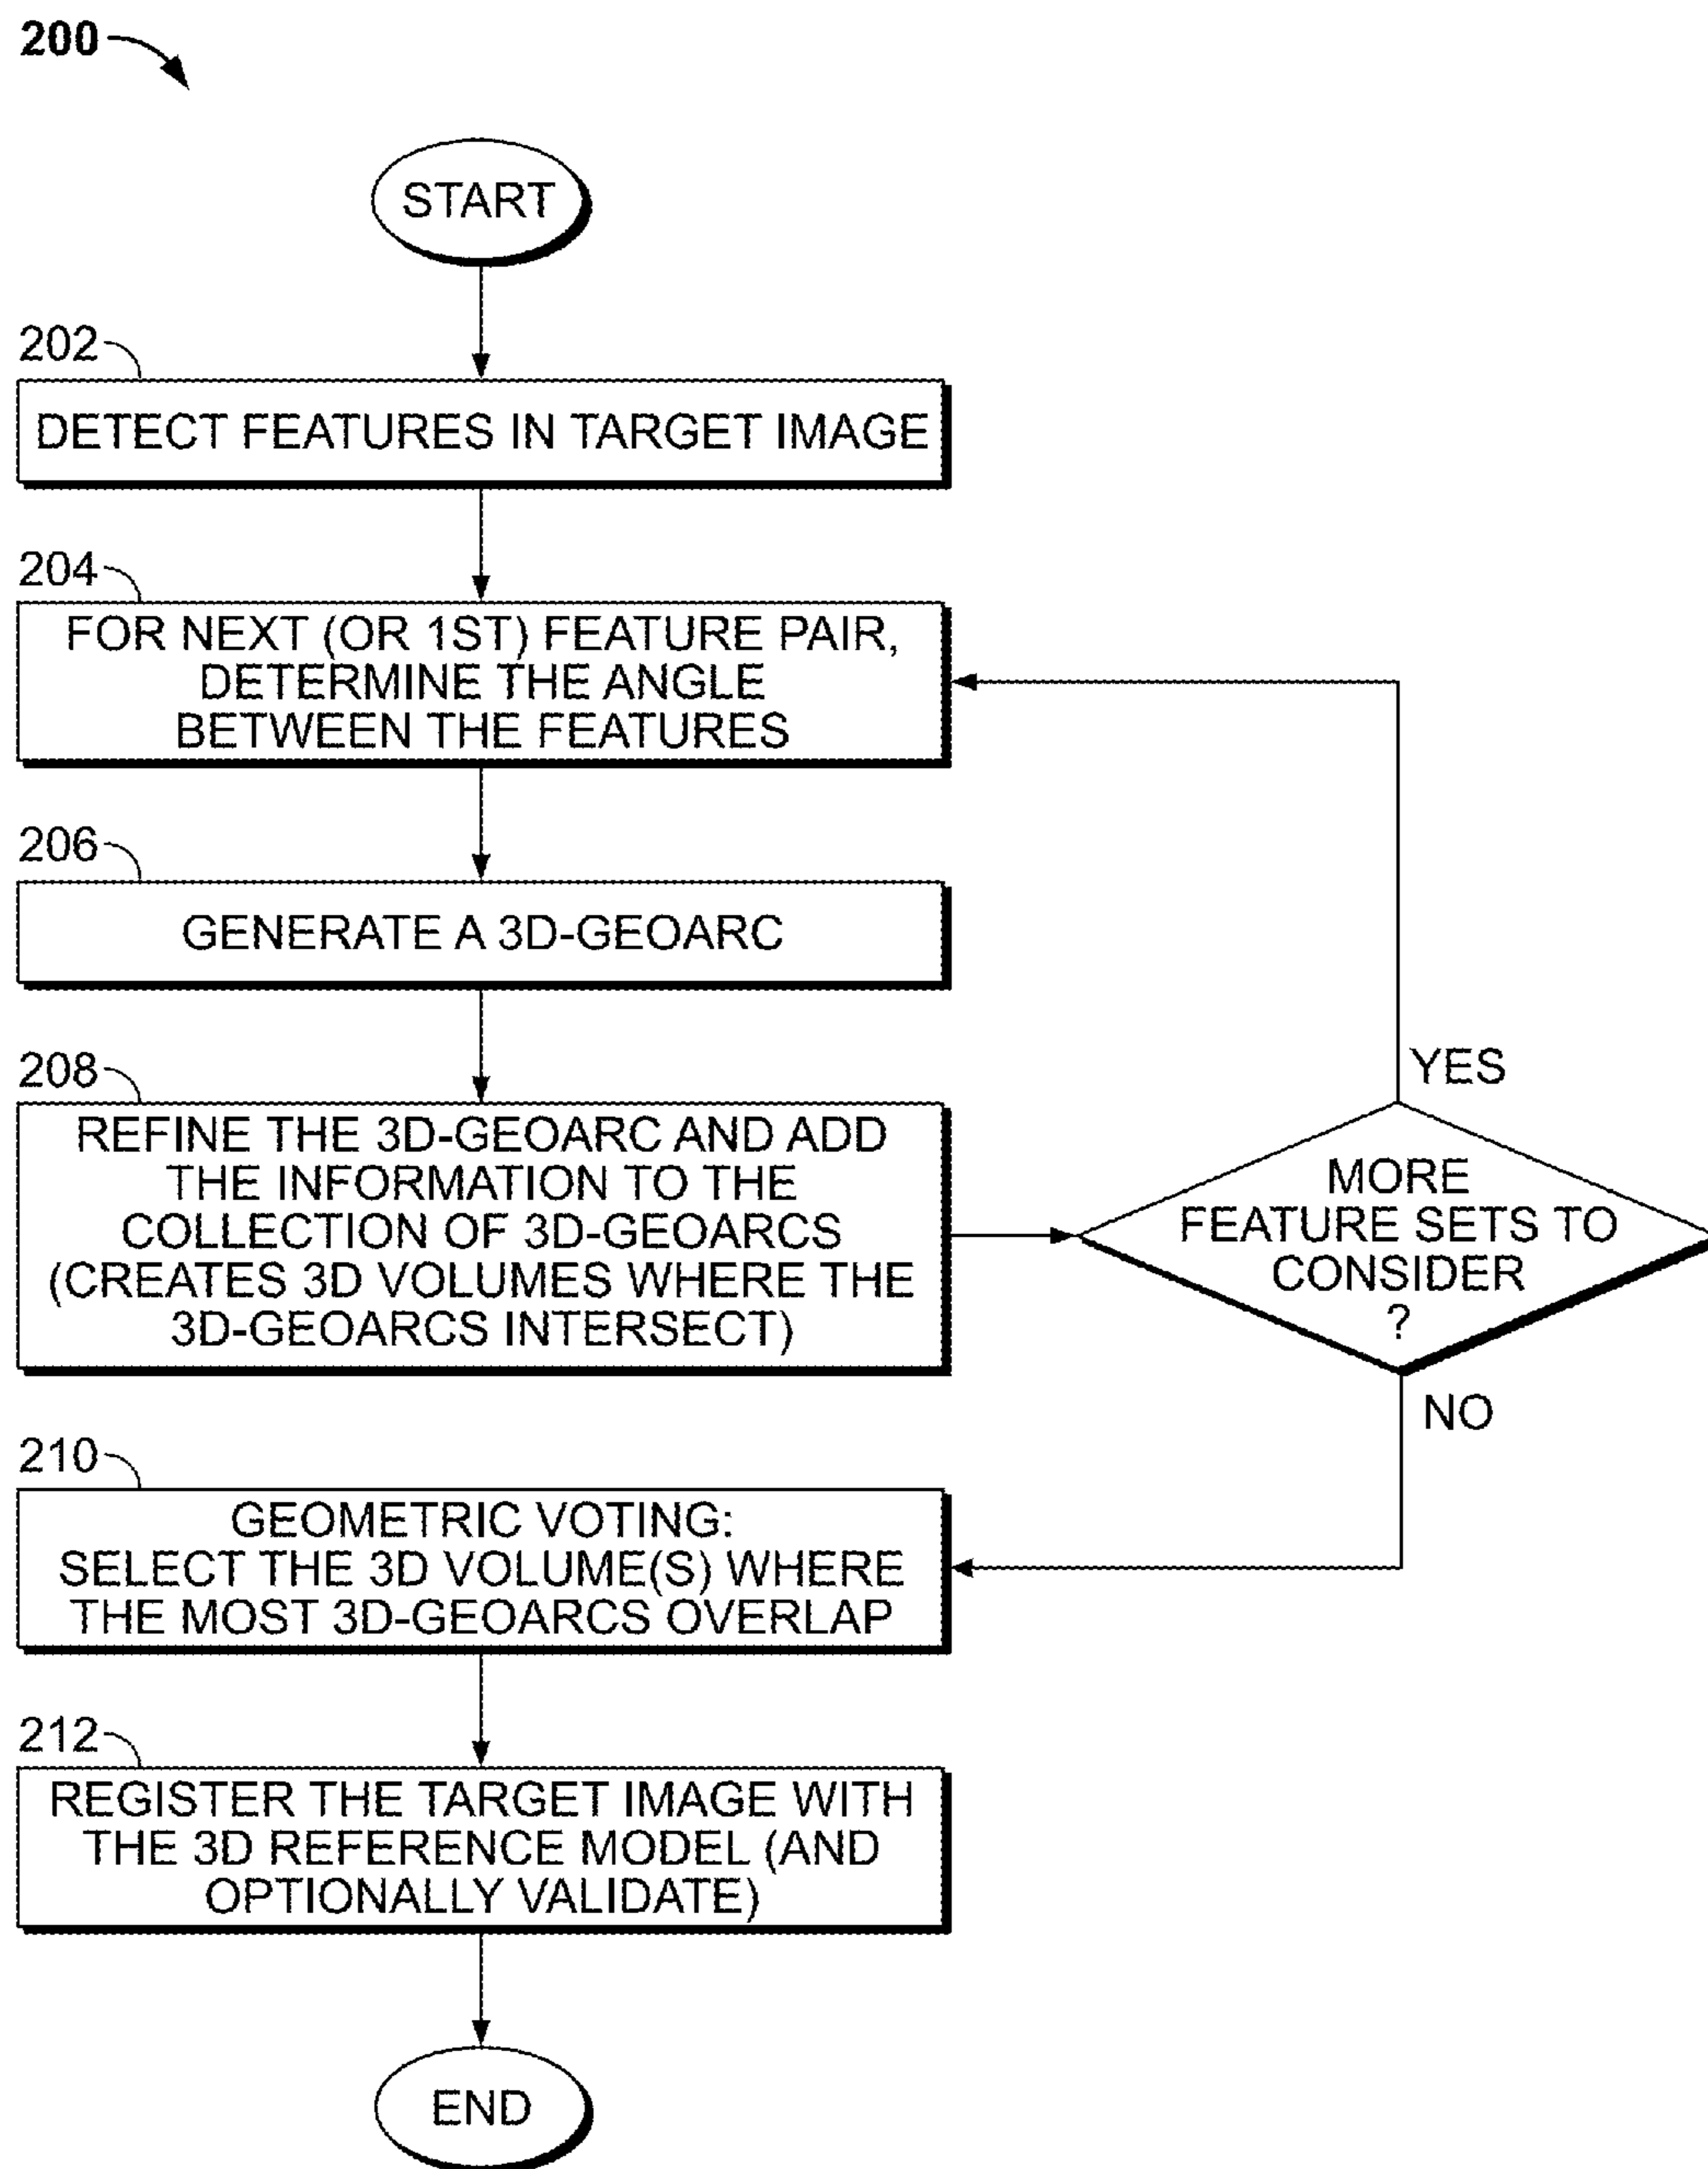 200
START
202
DETECT FEATURES IN TARGET IMAGE
204
FOR NEXT (OR 1ST) FEATURE PAIR,
DETERMINE THE ANGLE
BETWEEN THE FEATURES
206
GENERATE A 3D-GEOARC
208
REFINE THE 3D-GEOARC AND ADD
THE INFORMATION TO THE
COLLECTION OF 3D-GEOARCS
(CREATES 3D VOLUMES WHERE THE
3D-GEOARCS INTERSECT)
YES
MORE
FEATURE SETS TO
CONSIDER
?
NO
210
GEOMETRIC VOTING:
SELECT THE 3D VOLUME(S) WHERE
THE MOST 3D-GEOARCS OVERLAP
212
REGISTER THE TARGET IMAGE WITH
THE 3D REFERENCE MODEL (AND
OPTIONALLY VALIDATE)
END